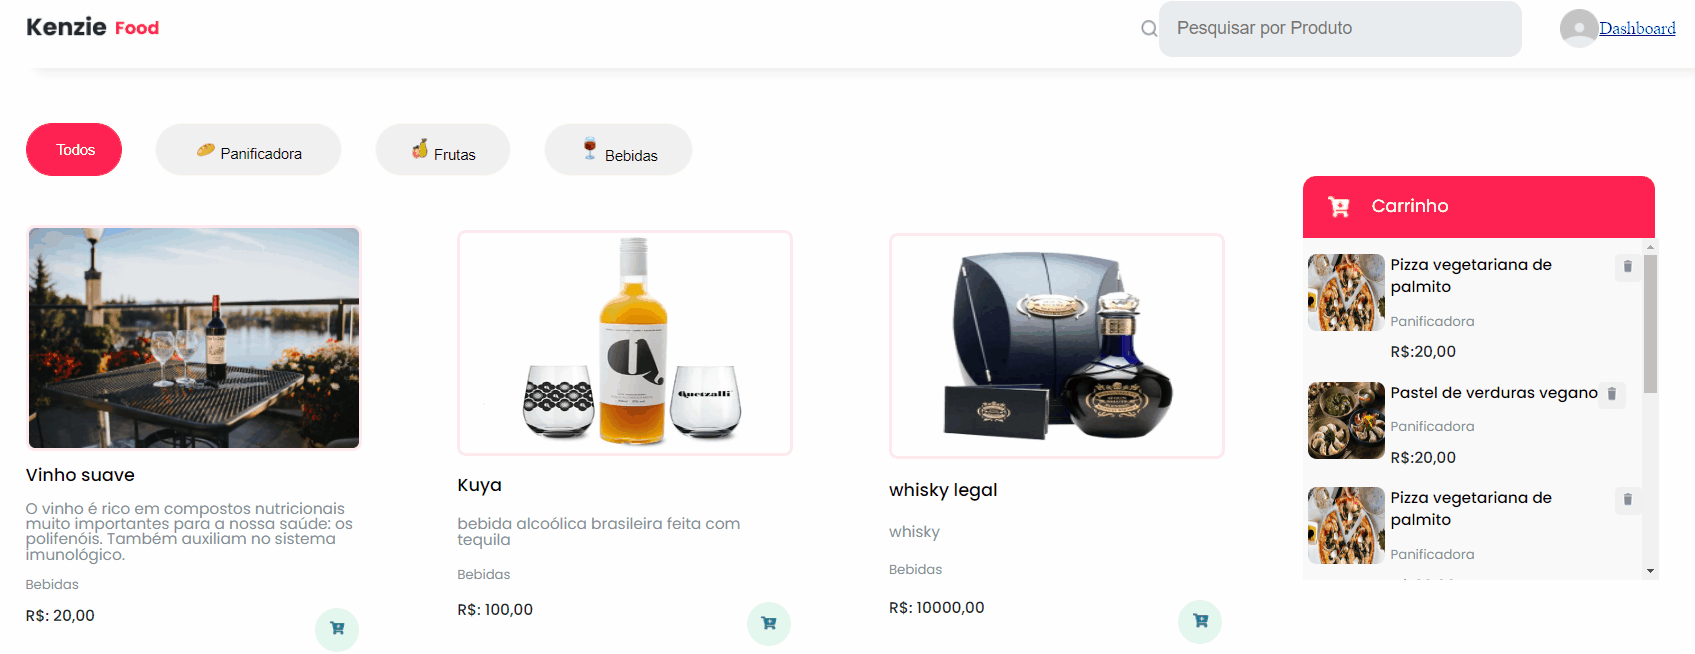 Kenzie Food
Pesquisar por Produto
Dashboard
Todos
Panificadora
Frutas
Bebidas
Vinho suave
O vinho é rico em compostos nutricionais
muito importantes para a nossa saúde: os
polifenóis. Também auxiliam no sistema
imunológico.
Bebidas
R$: 20,00
Quetzalli
Kuya
bebida alcoólica brasileira feita com
tequila
Bebidas
R$: 100,00
whisky legal
whisky
Bebidas
R$: 10000,00
Carrinho
Pizza vegetariana de
palmito
Panificadora
R$:20,00
Pastel de verduras vegano
Panificadora
R$:20,00
Pizza vegetariana de
palmito
Panificadora